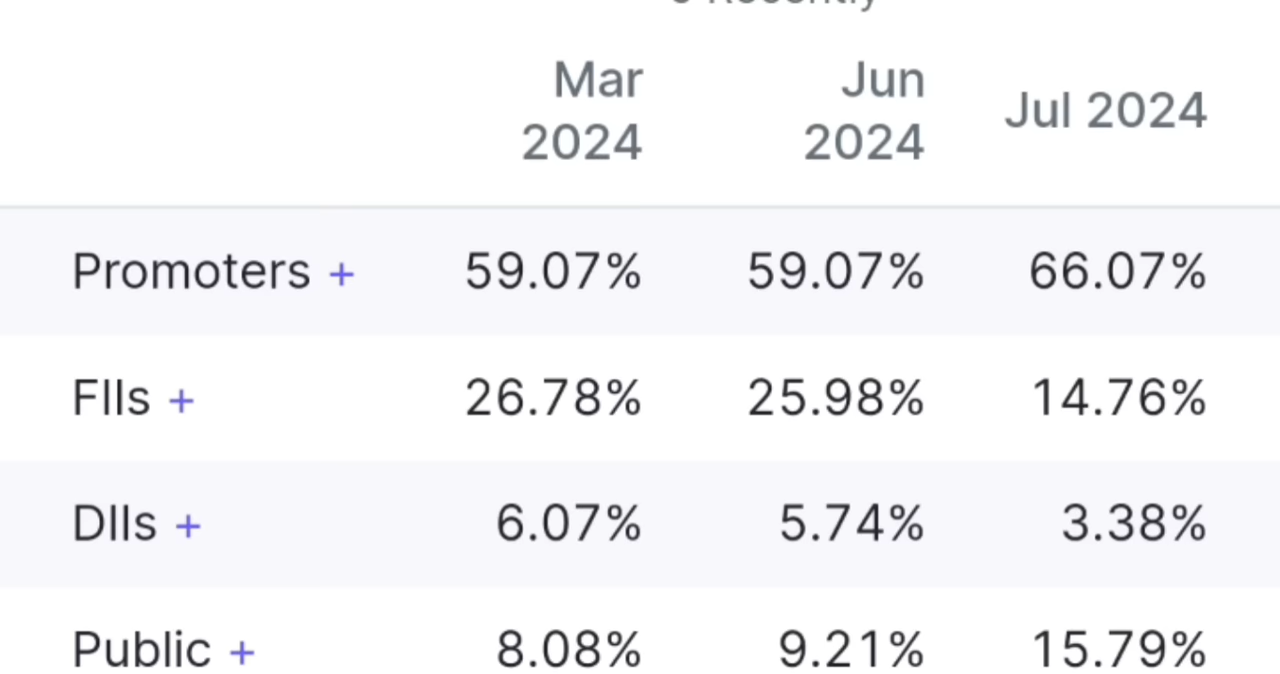 Recently
Mar 2024 Jun 2024 Jul 2024
Promoters + 59.07% 59.07% 66.07%
FIIs + 26.78% 25.98% 14.76%
DIIs + 6.07% 5.74% 3.38%
Public + 8.08% 9.21% 15.79%